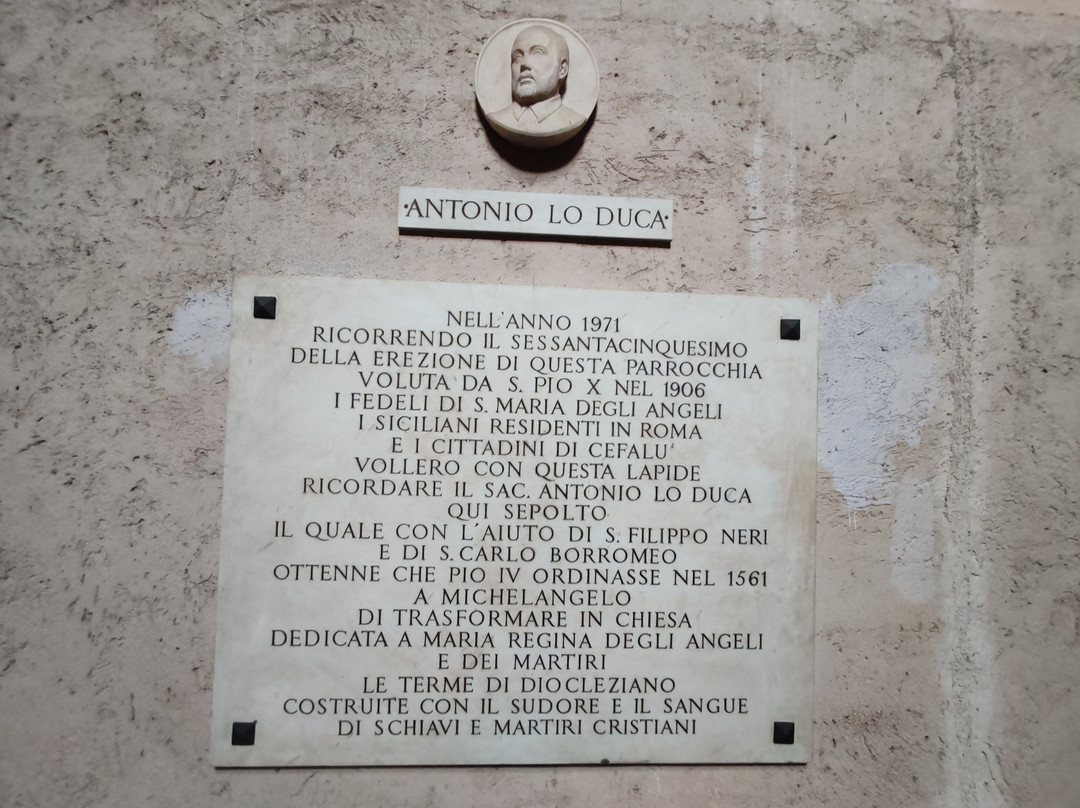 ·ANTONIO LO DUCA·
NELL'ANNO 1971
RICORRENDO IL SESSANTACINQUESIMO
DELLA EREZIONE DI QUESTA PARROCCHIA
VOLUTA DA S. PIO X NEL 1906
I FEDELI DI S. MARIA DEGLI ANGELI
I SICILIANI RESIDENTI IN ROMA
E I CITTADINI DI CEFALU'
VOLLERO CON QUESTA LAPIDE
RICORDARE IL SAC. ANTONIO LO DUCA
QUI SEPOLTO
IL QUALE CON L'AIUTO DI S. FILIPPO NERI
E DI S. CARLO BORROMEO
OTTENNE CHE PIO IV ORDINASSE NEL 1561
A MICHELANGELO
DI TRASFORMARE IN CHIESA
DEDICATA A MARIA REGINA DEGLI ANGELI
E DEI MARTIRI
LE TERME DI DIOCLEZIANO
COSTRUITE CON IL SUDORE E IL SANGUE
DI SCHIAVI E MARTIRI CRISTIANI